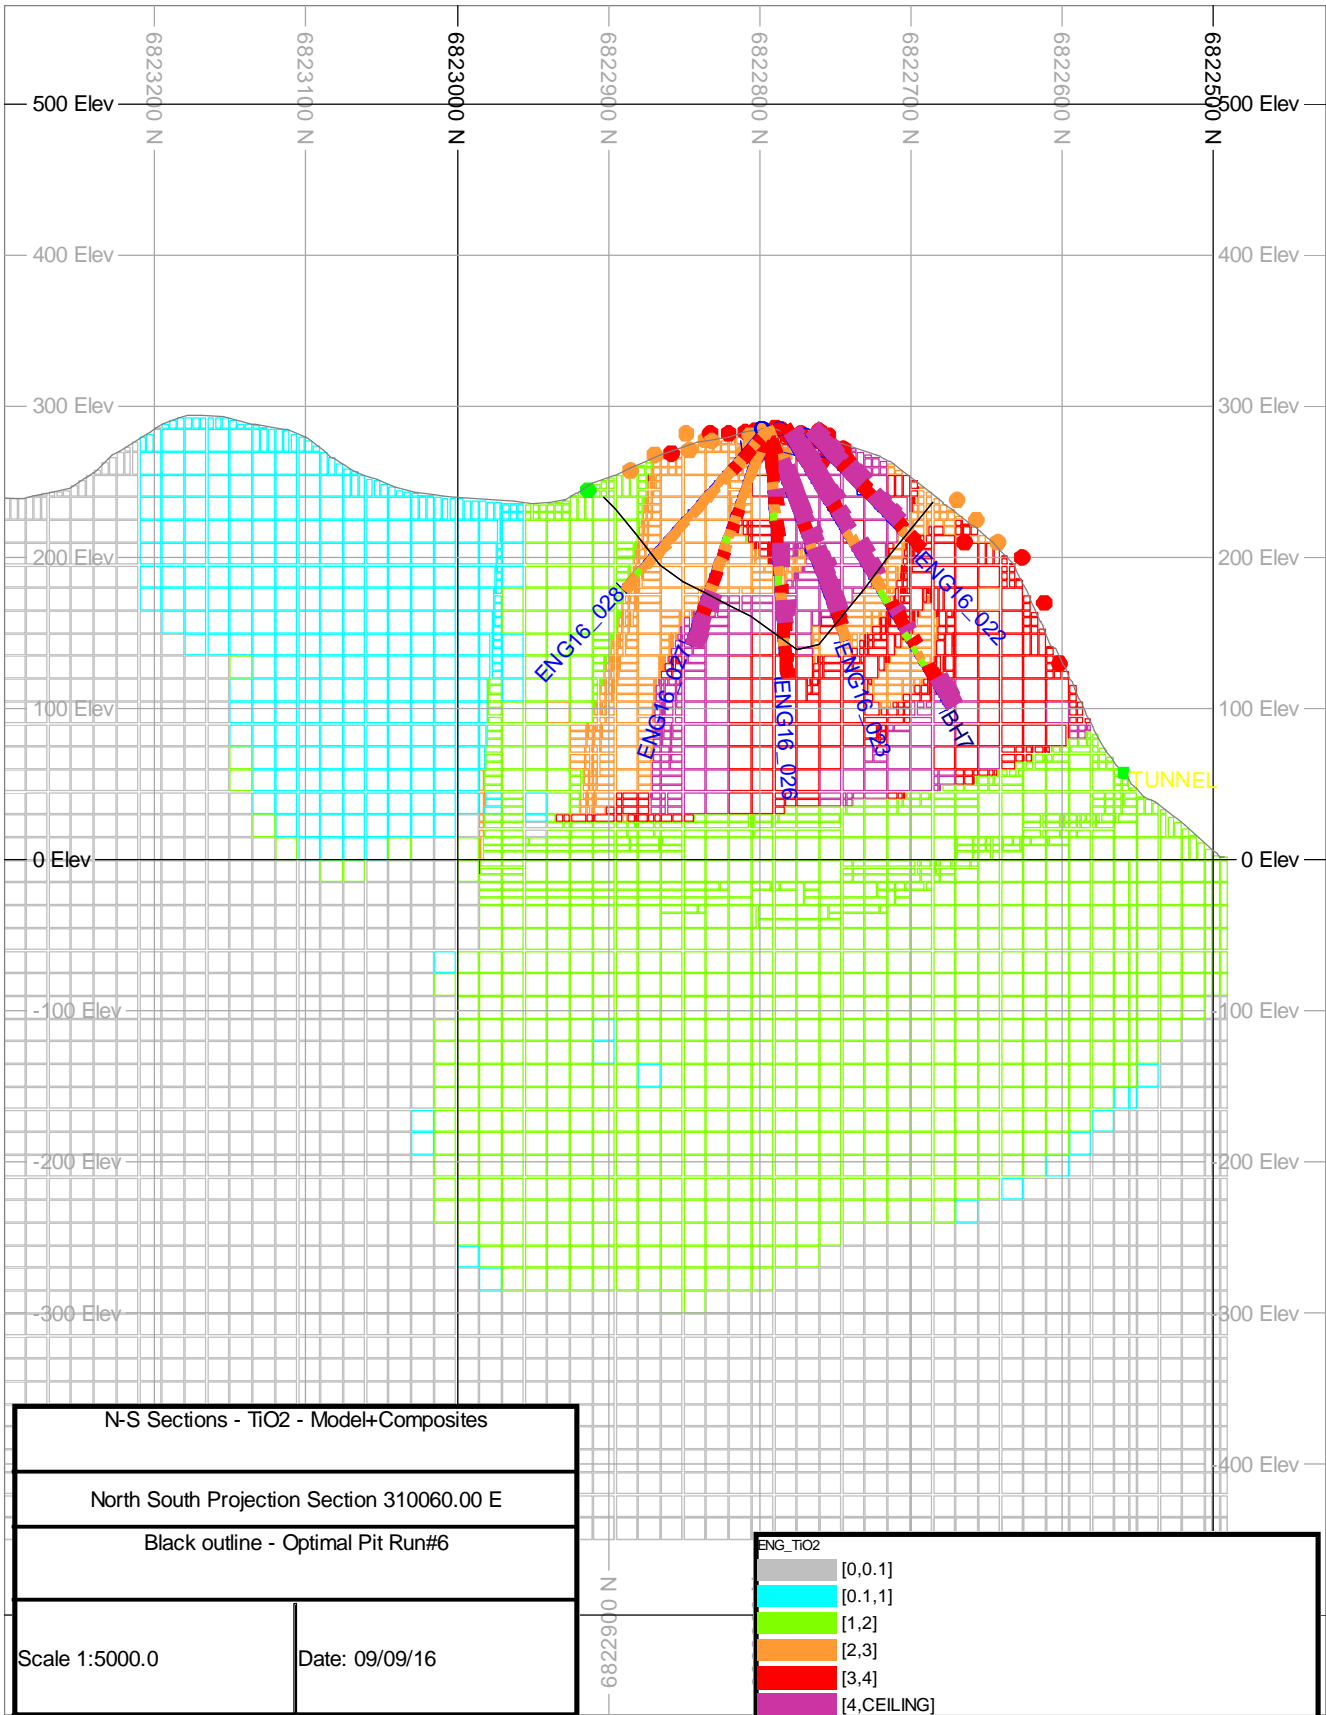 6823200 N
6823100 N
6823000 N
6822900 N
6822800 N
6822700 N
6822600 N
6822500 N
500 Elev
500 Elev
400 Elev
400 Elev
300 Elev
300 Elev
200 Elev
200 Elev
100 Elev
100 Elev
0 Elev
0 Elev
-100 Elev
-100 Elev
-200 Elev
-200 Elev
-300 Elev
-300 Elev
-400 Elev
ENG16_028
ENG16_027
ENG16_026
ENG16_023
BH7
ENG16_022
TUNNEL
N-S Sections - TiO2 - Model+Composites
North South Projection Section 310060.00 E
Black outline - Optimal Pit Run#6
Scale 1:5000.0
Date: 09/09/16
6822900 N
ENG_TiO2
[0,0.1]
[0.1,1]
[1,2]
[2,3]
[3,4]
[4,CEILING]